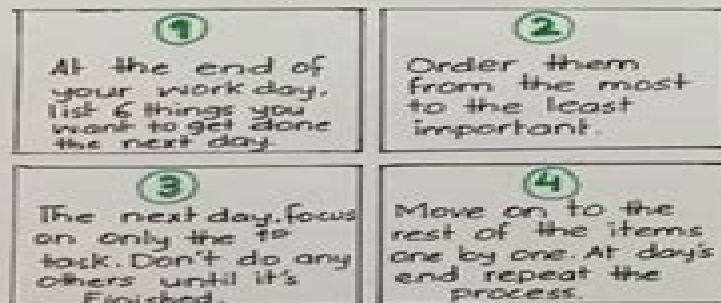 1
At the end of
your work day,
list 6 things you
want to get done
the next day.
2
Order them
from the most
to the least
important.
3
The next day, focus
on only the
task. Don't do any
others until it's
finished.
4
Move on to the
rest of the items
one by one. At day's
end repeat the
process.